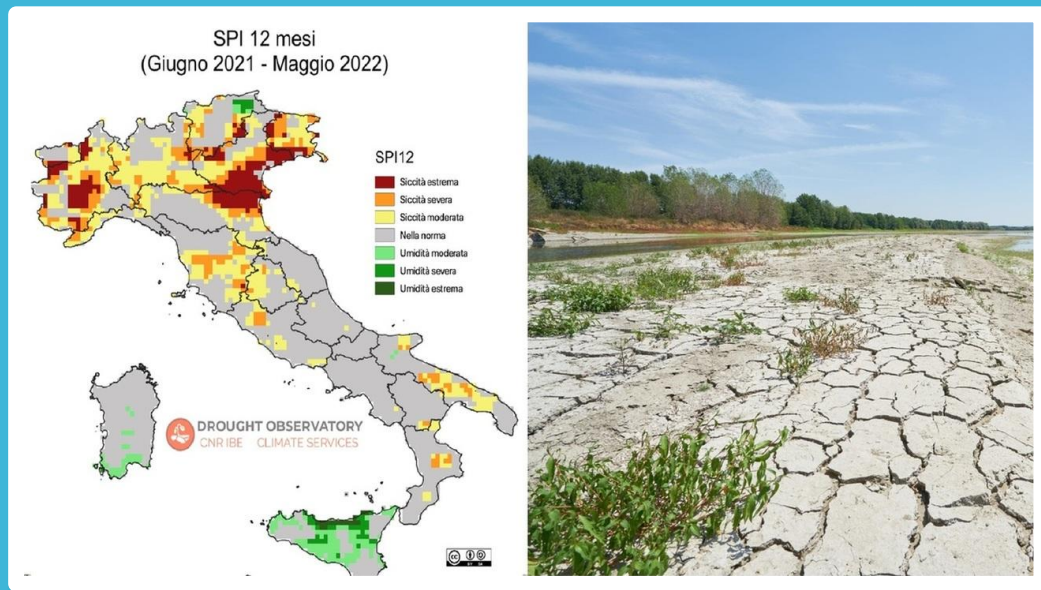 SPI 12 mesi
(Giugno 2021 - Maggio 2022)
SPI12
Siccità estrema
Siccità severa
Siccità moderata
Nella norma
Umidità moderata
Umidità severa
Umidità estrema
DROUGHT OBSERVATORY
CNR IBE CLIMATE SERVICES